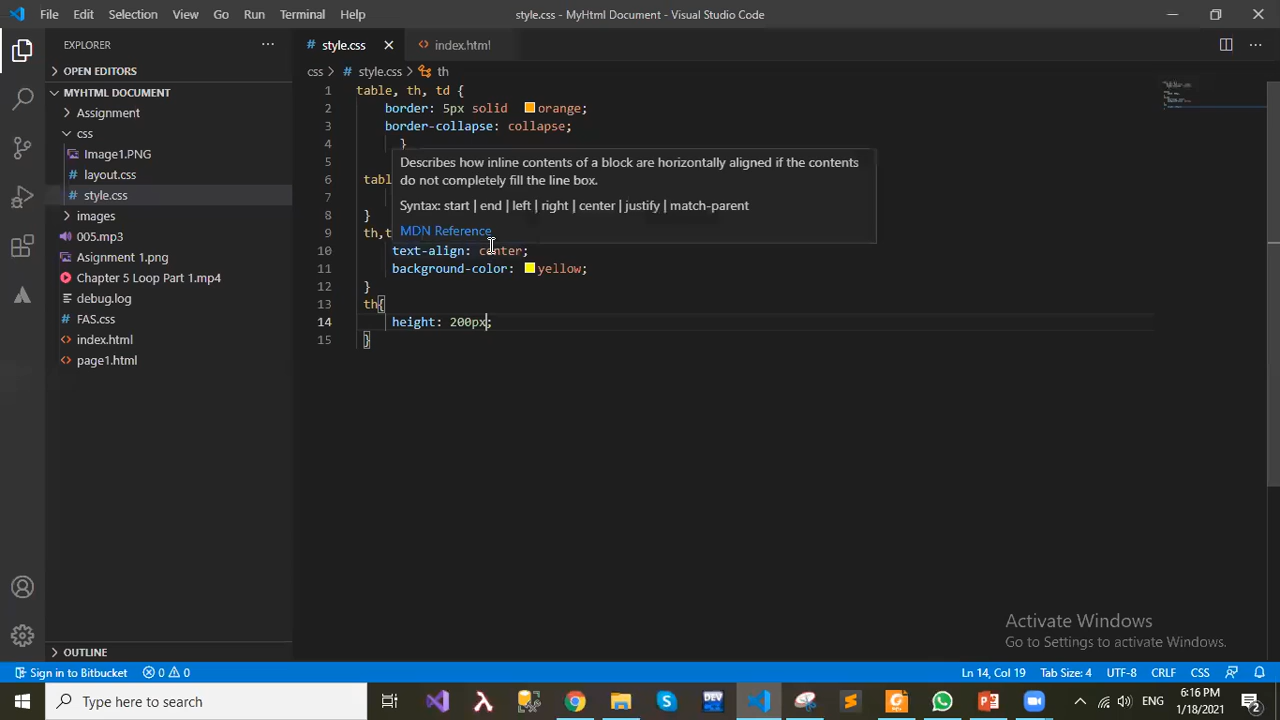 File Edit Selection View Go Run Terminal Help
style.css - MyHtml Document - Visual Studio Code
EXPLORER
# style.css
<> index.html
OPEN EDITORS
css > style.css > th
MYHTML DOCUMENT
Assignment
css
Image1.PNG
# layout.css
# style.css
images
005.mp3
Asignment 1.png
Chapter 5 Loop Part 1.mp4
debug.log
# FAS.css
<> index.html
<> page1.html
OUTLINE
1 table, th, td {
2 border: 5px solid orange;
3 border-collapse: collapse;
4 }
5
6 tabl
7
8 }
9 th,t
Describes how inline contents of a block are horizontally aligned if the contents
do not completely fill the line box.
Syntax: start | end | left | right | center | justify | match-parent
MDN Reference
10 text-align: center;
11 background-color: yellow;
12 }
13 th{
14 height: 200px;
15 }
Activate Windows
Go to Settings to activate Windows.
Sign in to Bitbucket 0 0
Ln 14, Col 19 Tab Size: 4 UTF-8 CRLF CSS
Type here to search
DEV
ENG
6:16 PM
1/18/2021
2